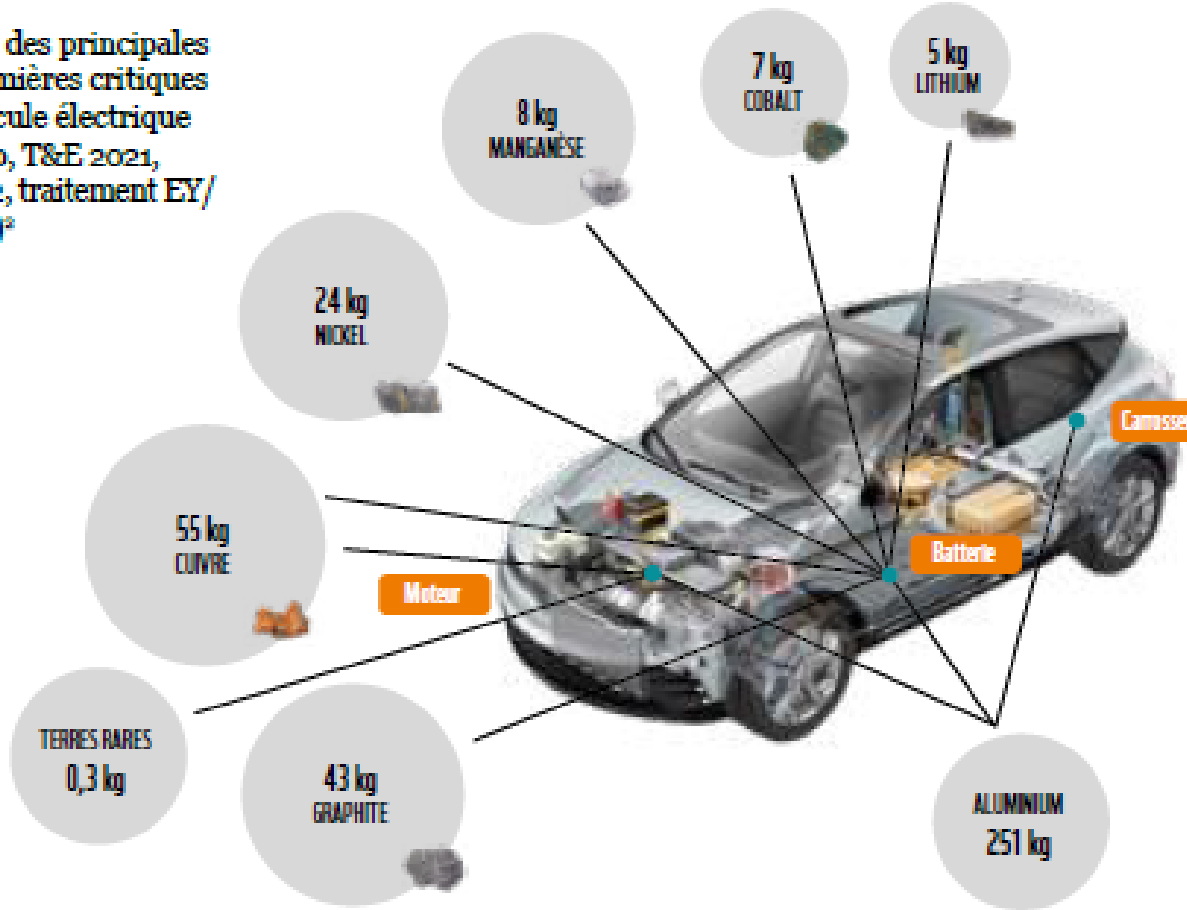 des principales
mières critiques
cule électrique
, T&E 2021,
, traitement EY/
5 kg
LITHIUM
7 kg
COBALT
8 kg
MANGANÈSE
24 kg
NICKEL
Carrosse
55 kg
CUIVRE
Batterie
Moteur
TERRES RARES
0,3 kg
43 kg
GRAPHITE
ALUMINIUM
251 kg